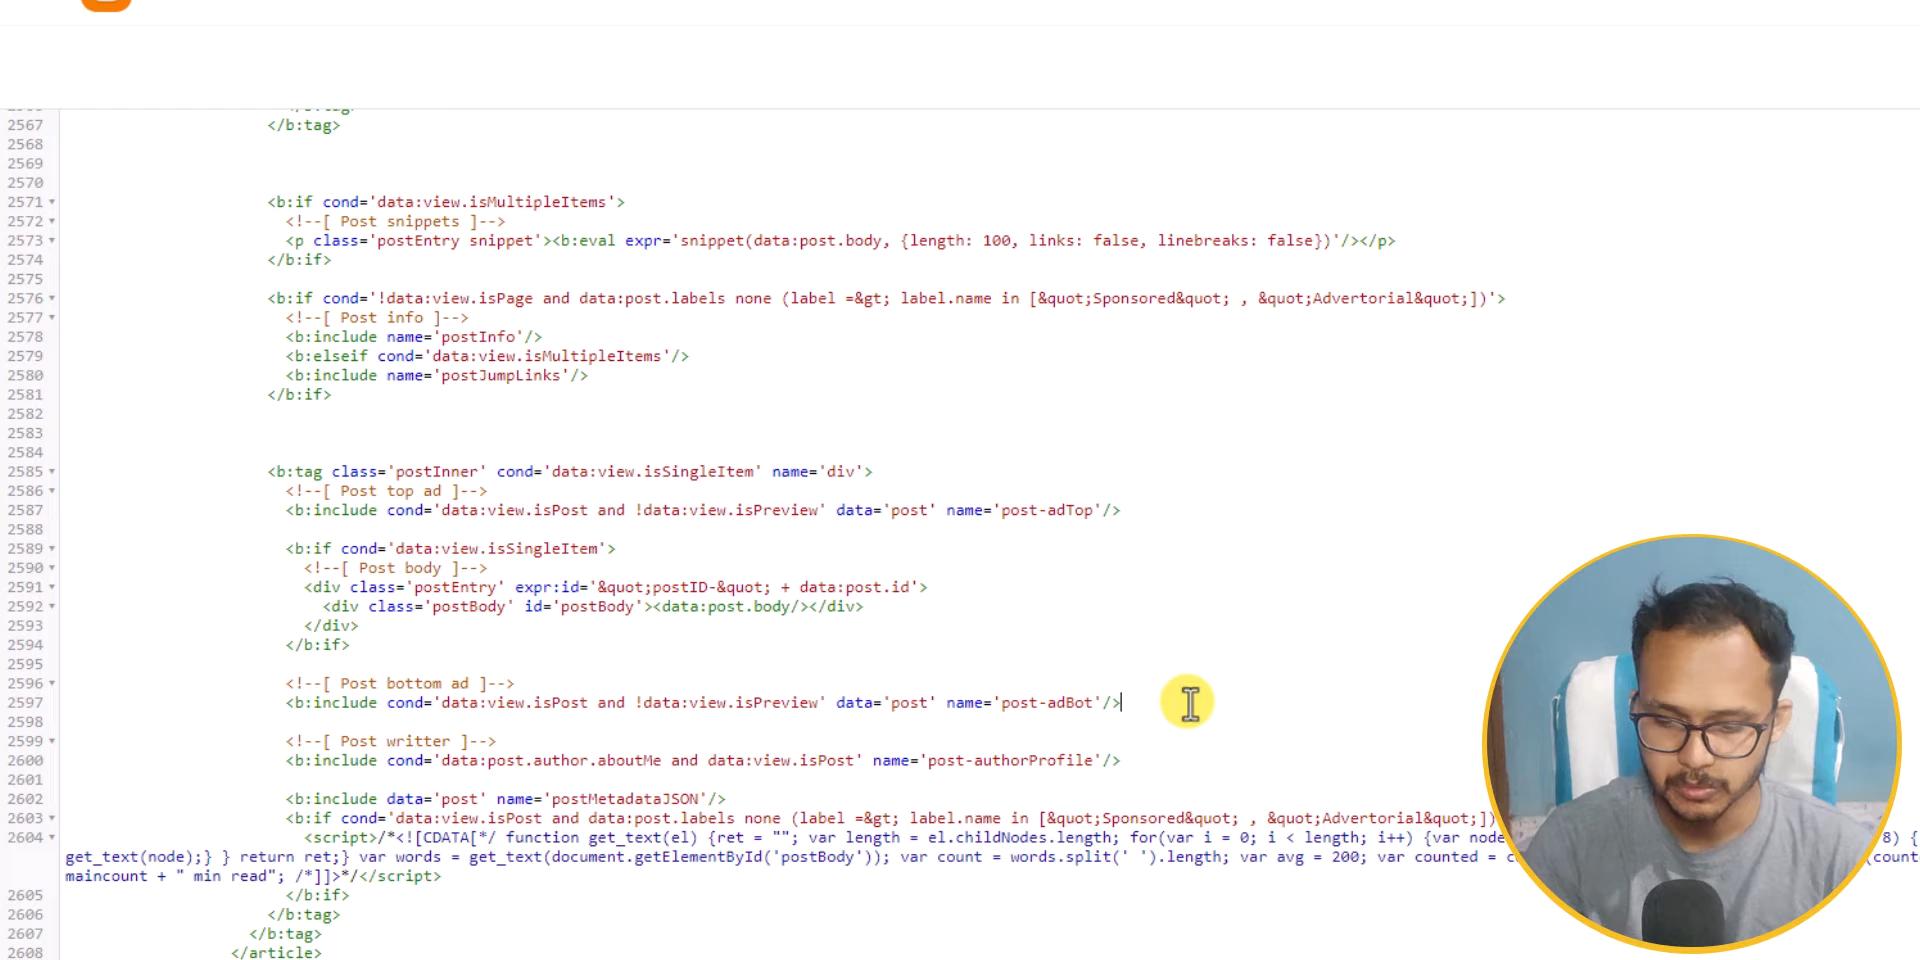 2567 </b:tag>
2568
2569
2570
2571 <b:if cond='data:view.isMultipleItems'>
2572 <!--[ Post snippets ]-->
2573 <p class='postEntry snippet'><b:eval expr='snippet(data:post.body, {length: 100, links: false, linebreaks: false})'/></p>
2574 </b:if>
2575
2576 <b:if cond='!data:view.isPage and data:post.labels none (label =&gt; label.name in [&quot;Sponsored&quot; , &quot;Advertorial&quot;])'>
2577 <!--[ Post info ]-->
2578 <b:include name='postInfo'/>
2579 <b:elseif cond='data:view.isMultipleItems'/>
2580 <b:include name='postJumpLinks'/>
2581 </b:if>
2582
2583
2584
2585 <b:tag class='postInner' cond='data:view.isSingleItem' name='div'>
2586 <!--[ Post top ad ]-->
2587 <b:include cond='data:view.isPost and !data:view.isPreview' data='post' name='post-adTop'/>
2588
2589 <b:if cond='data:view.isSingleItem'>
2590 <!--[ Post body ]-->
2591 <div class='postEntry' expr:id='&quot;postID-&quot; + data:post.id'>
2592 <div class='postBody' id='postBody'><data:post.body/></div>
2593 </div>
2594 </b:if>
2595
2596 <!--[ Post bottom ad ]-->
2597 <b:include cond='data:view.isPost and !data:view.isPreview' data='post' name='post-adBot'/>
2598
2599 <!--[ Post writter ]-->
2600 <b:include cond='data:post.author.aboutMe and data:view.isPost' name='post-authorProfile'/>
2601
2602 <b:include data='post' name='postMetadataJSON'/>
2603 <b:if cond='data:view.isPost and data:post.labels none (label =&gt; label.name in [&quot;Sponsored&quot; , &quot;Advertorial&quot;])
2604 <script>/*<![CDATA[*/ function get_text(el) {ret = ""; var length = el.childNodes.length; for(var i = 0; i < length; i++) {var node 8) {
get_text(node);} } return ret;} var words = get_text(document.getElementById('postBody')); var count = words.split(' ').length; var avg = 200; var counted =
maincount + " min read"; /*]]>*/</script>
2605 </b:if>
2606 </b:tag>
2607 </b:tag>
2608 </article>